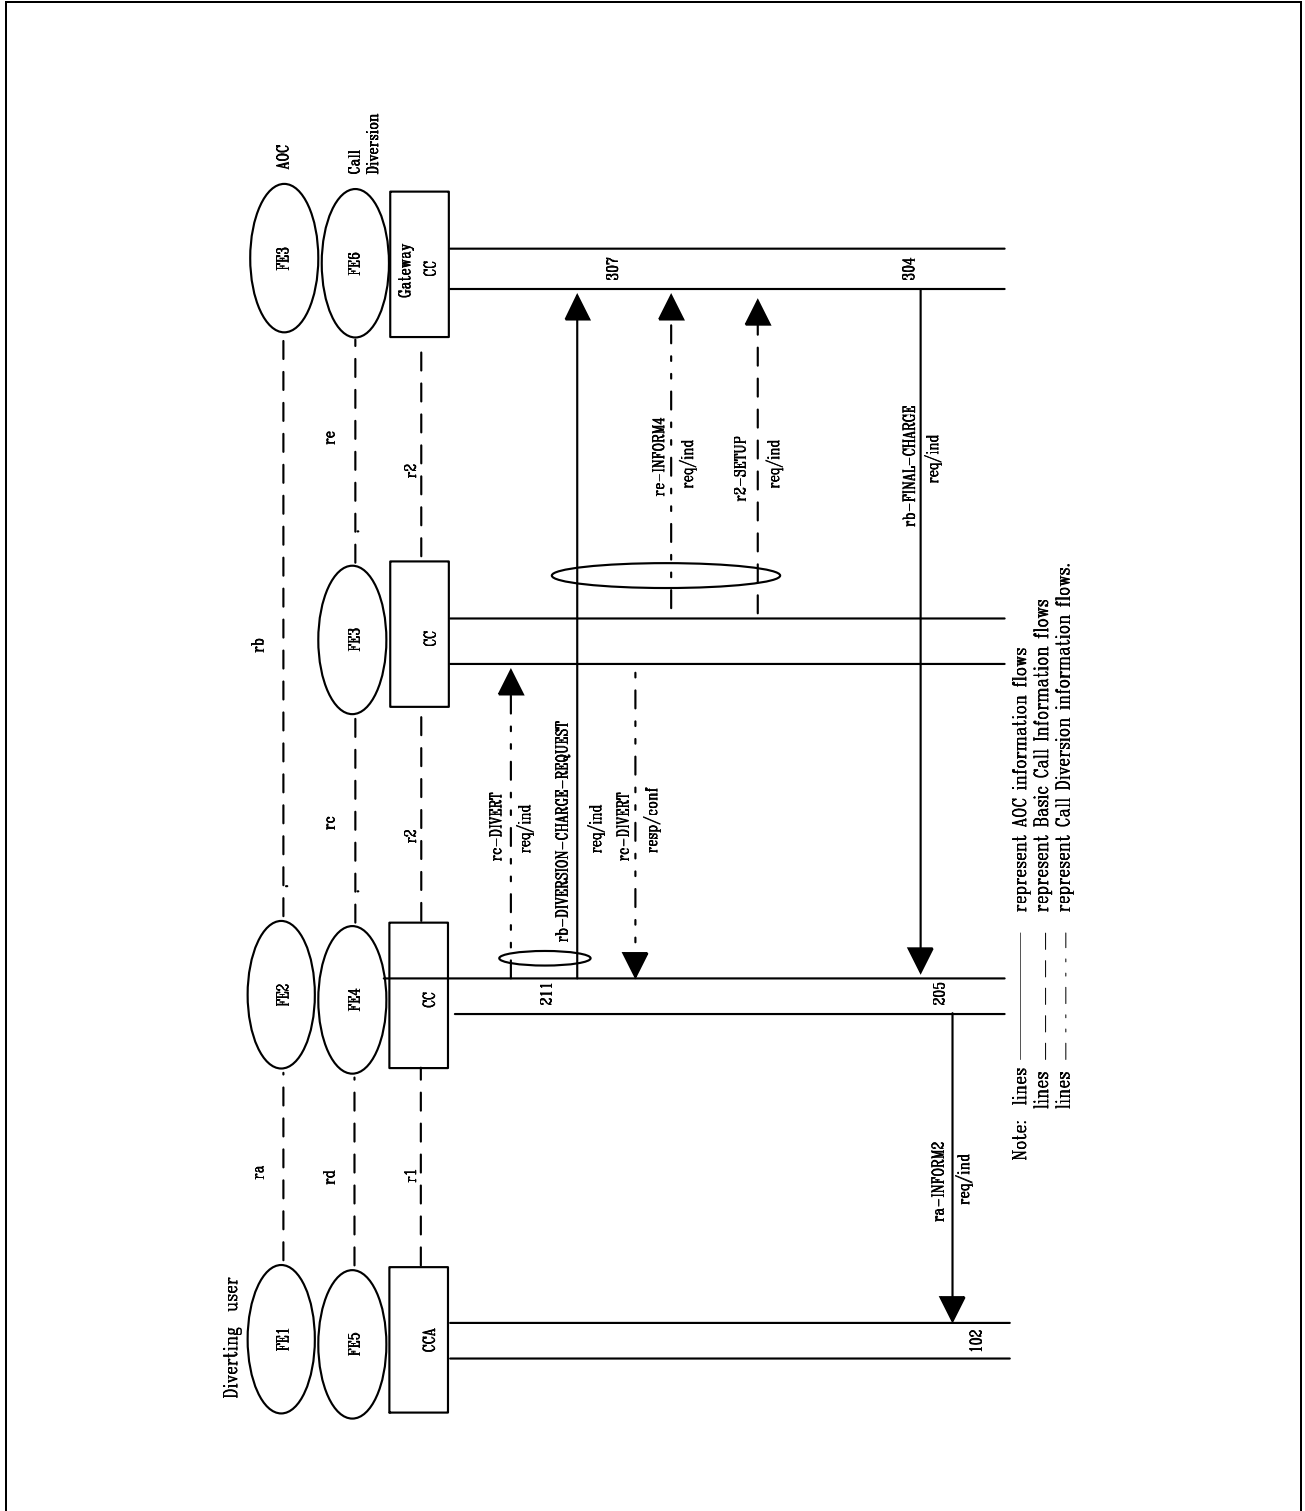 Diverting user
FE1
ra
FE2
rb
FE3
AOC
FE5
rd
FE4
rc
FE3
re
FE6
Call
Diversion
CCA
r1
CC
r2
CC
r2
Gateway
CC
rc-DIVERT
req/ind
211
rb-DIVERSION-CHARGE-REQUEST
req/ind
307
rc-DIVERT
resp/conf
re-INFORM4
req/ind
r2-SETUP
req/ind
304
rb-FINAL-CHARGE
req/ind
205
ra-INFORM2
req/ind
102
Note: lines represent AOC information flows
lines represent Basic Call Information flows
lines represent Call Diversion information flows.